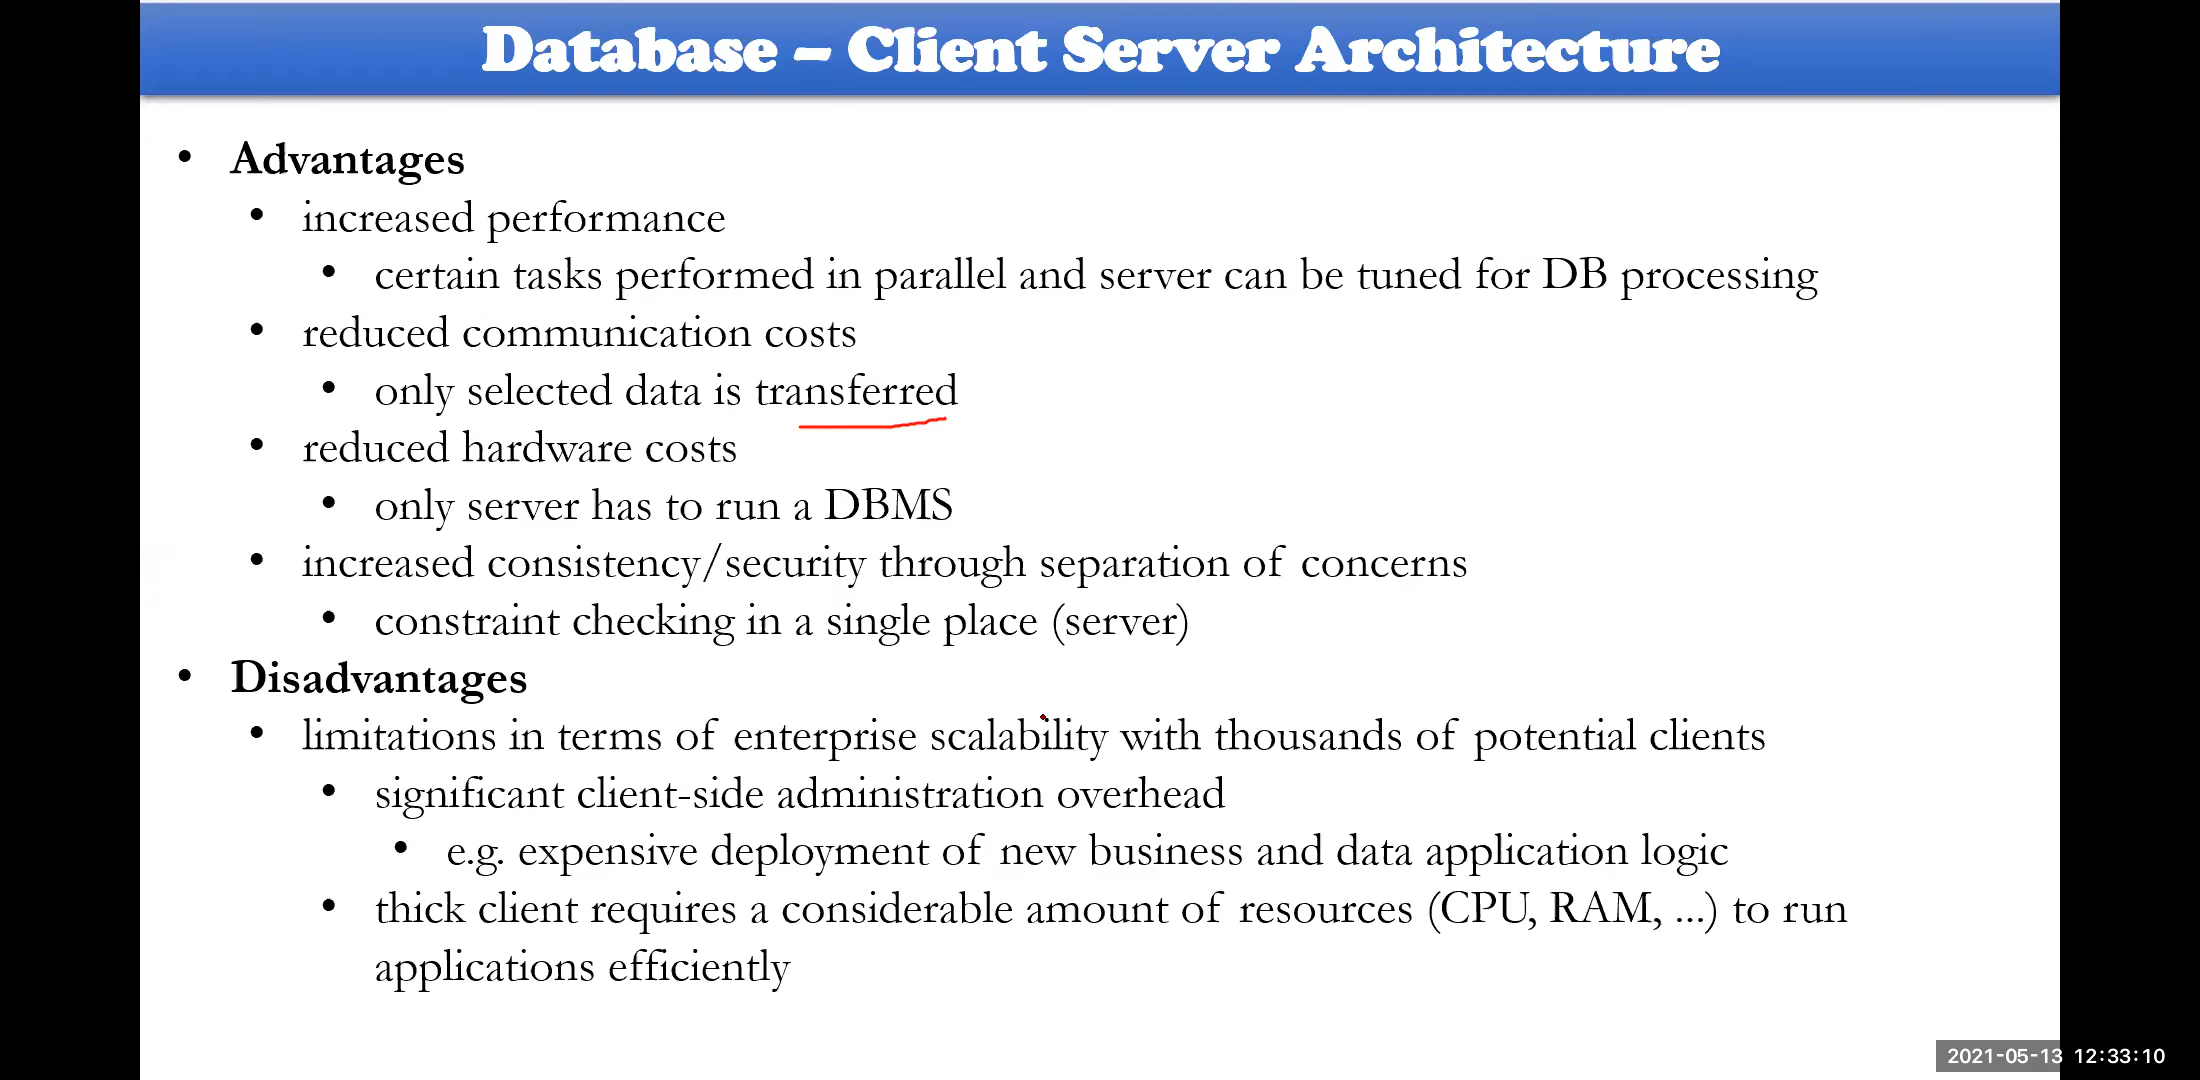 Database – Client Server Architecture
• Advantages
• increased performance
• certain tasks performed in parallel and server can be tuned for DB processing
• reduced communication costs
• only selected data is transferred
• reduced hardware costs
• only server has to run a DBMS
• increased consistency/security through separation of concerns
• constraint checking in a single place (server)
• Disadvantages
• limitations in terms of enterprise scalability with thousands of potential clients
• significant client-side administration overhead
• e.g. expensive deployment of new business and data application logic
• thick client requires a considerable amount of resources (CPU, RAM, ...) to run
applications efficiently
2021-05-13 12:33:10